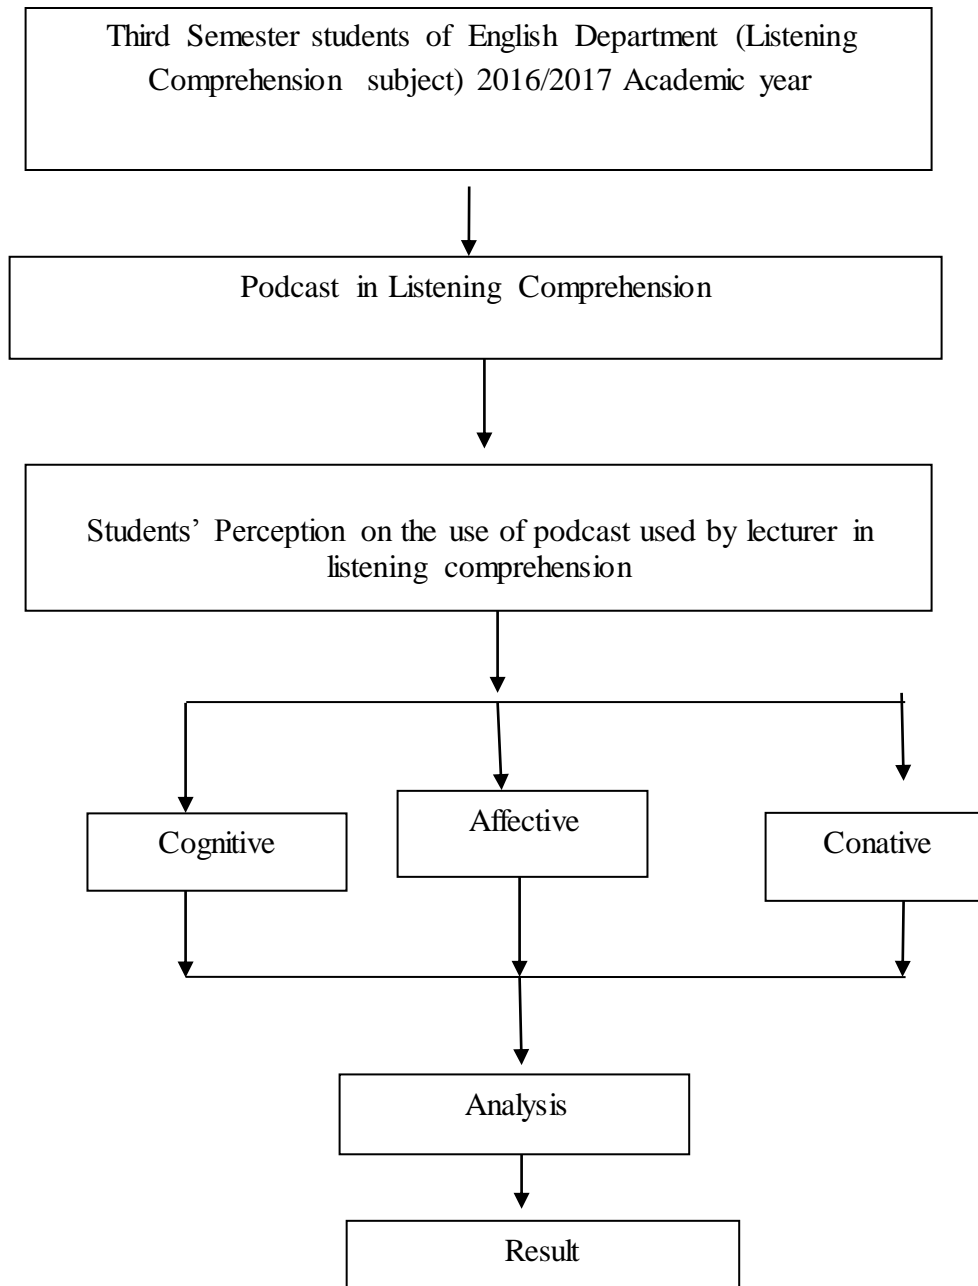 Third Semester students of English Department (Listening
Comprehension subject) 2016/2017 Academic year
Podcast in Listening Comprehension
Students’ Perception on the use of podcast used by lecturer in
listening comprehension
Cognitive
Affective
Conative
Analysis
Result